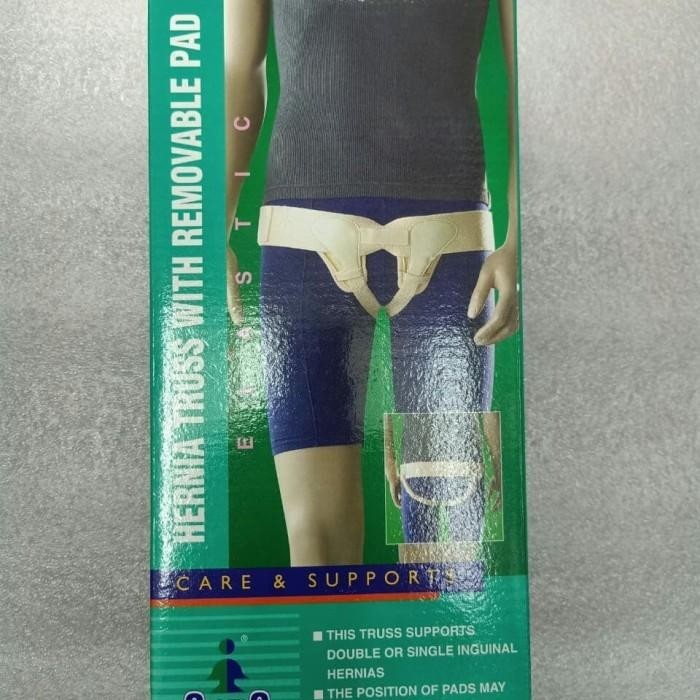 HERNIA TRUSS WITH REMOVABLE PAD
ELASTIC
CARE & SUPPORTS
®
■ THIS TRUSS SUPPORTS
DOUBLE OR SINGLE INGUINAL
HERNIAS
■ THE POSITION OF PADS MAY